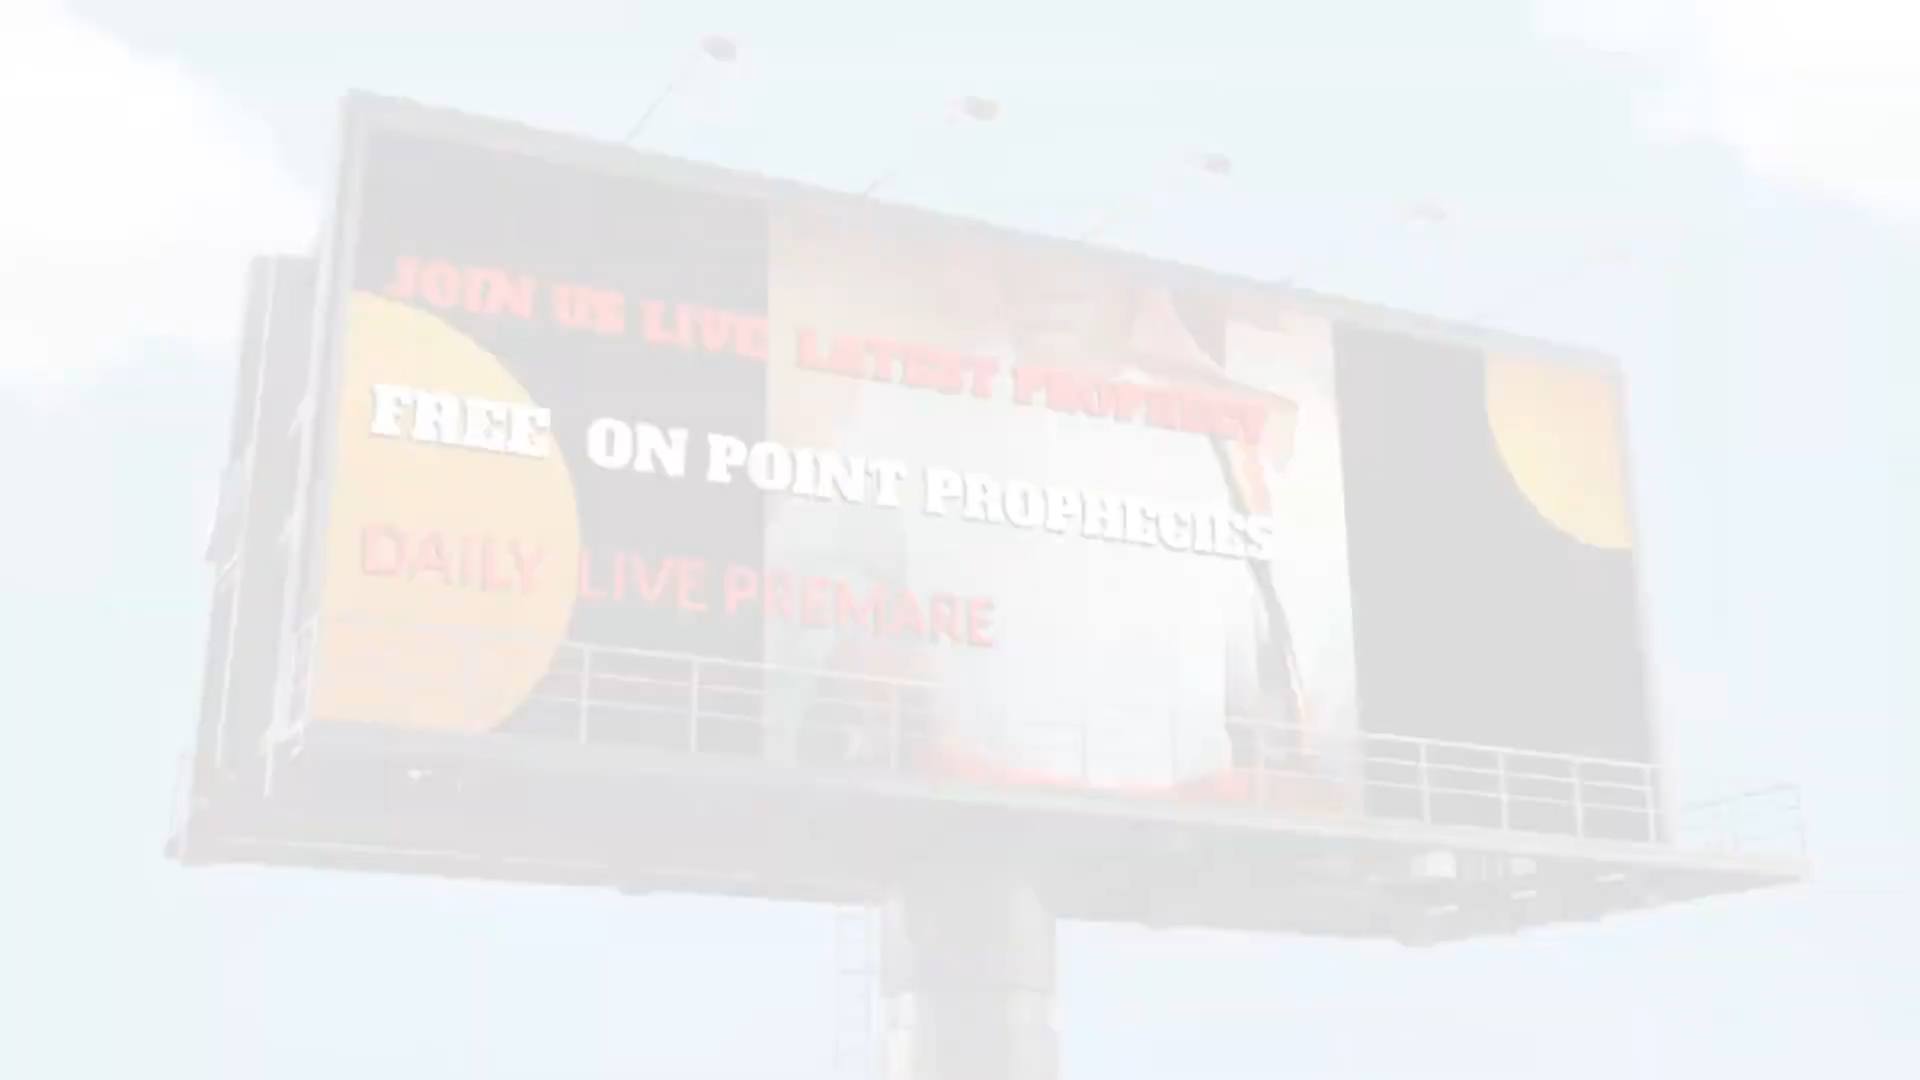 JOIN US LIVE LATEST PROPHECY
FREE ON POINT PROPHECIES
DAILY LIVE PREMARE